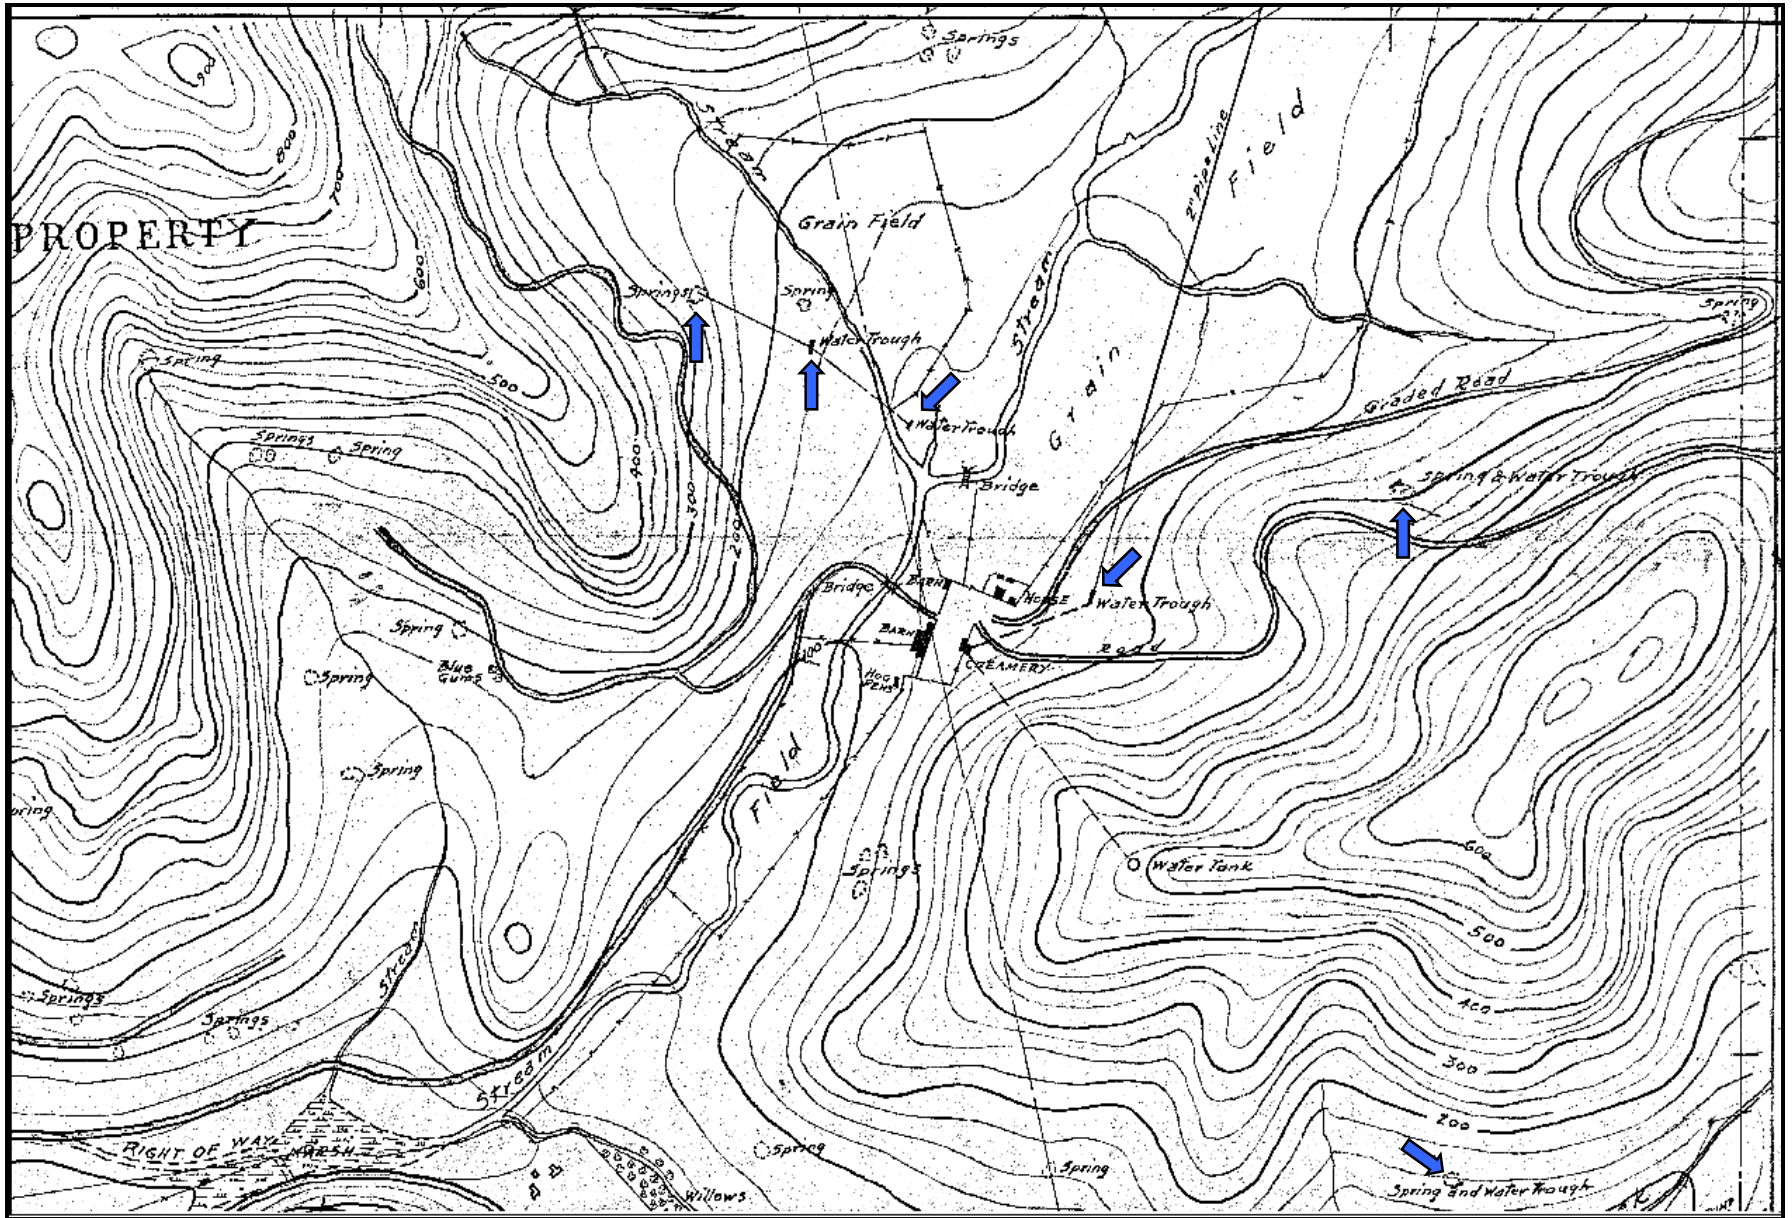 Springs
900
800
700
PROPERTY
600
Stream
2" Pipe Line
Field
Grain Field
Springs
Spring
Stream
Spring
Water Trough
Spring
500
Grain
Graded Road
Water Trough
Springs
Spring
400
Bridge
Spring & Water Trough
300
200
Bridge
BARN
HOUSE
Water Trough
Spring
BARN
Road
Blue
Gums
100
CREAMERY
Spring
HOG
PENS
Field
Spring
Springs
Water Tank
600
500
Stream
Springs
400
Springs
300
Stream
200
RIGHT OF WAY
MARSH
Spring
Spring
Willows
Spring and Water Trough